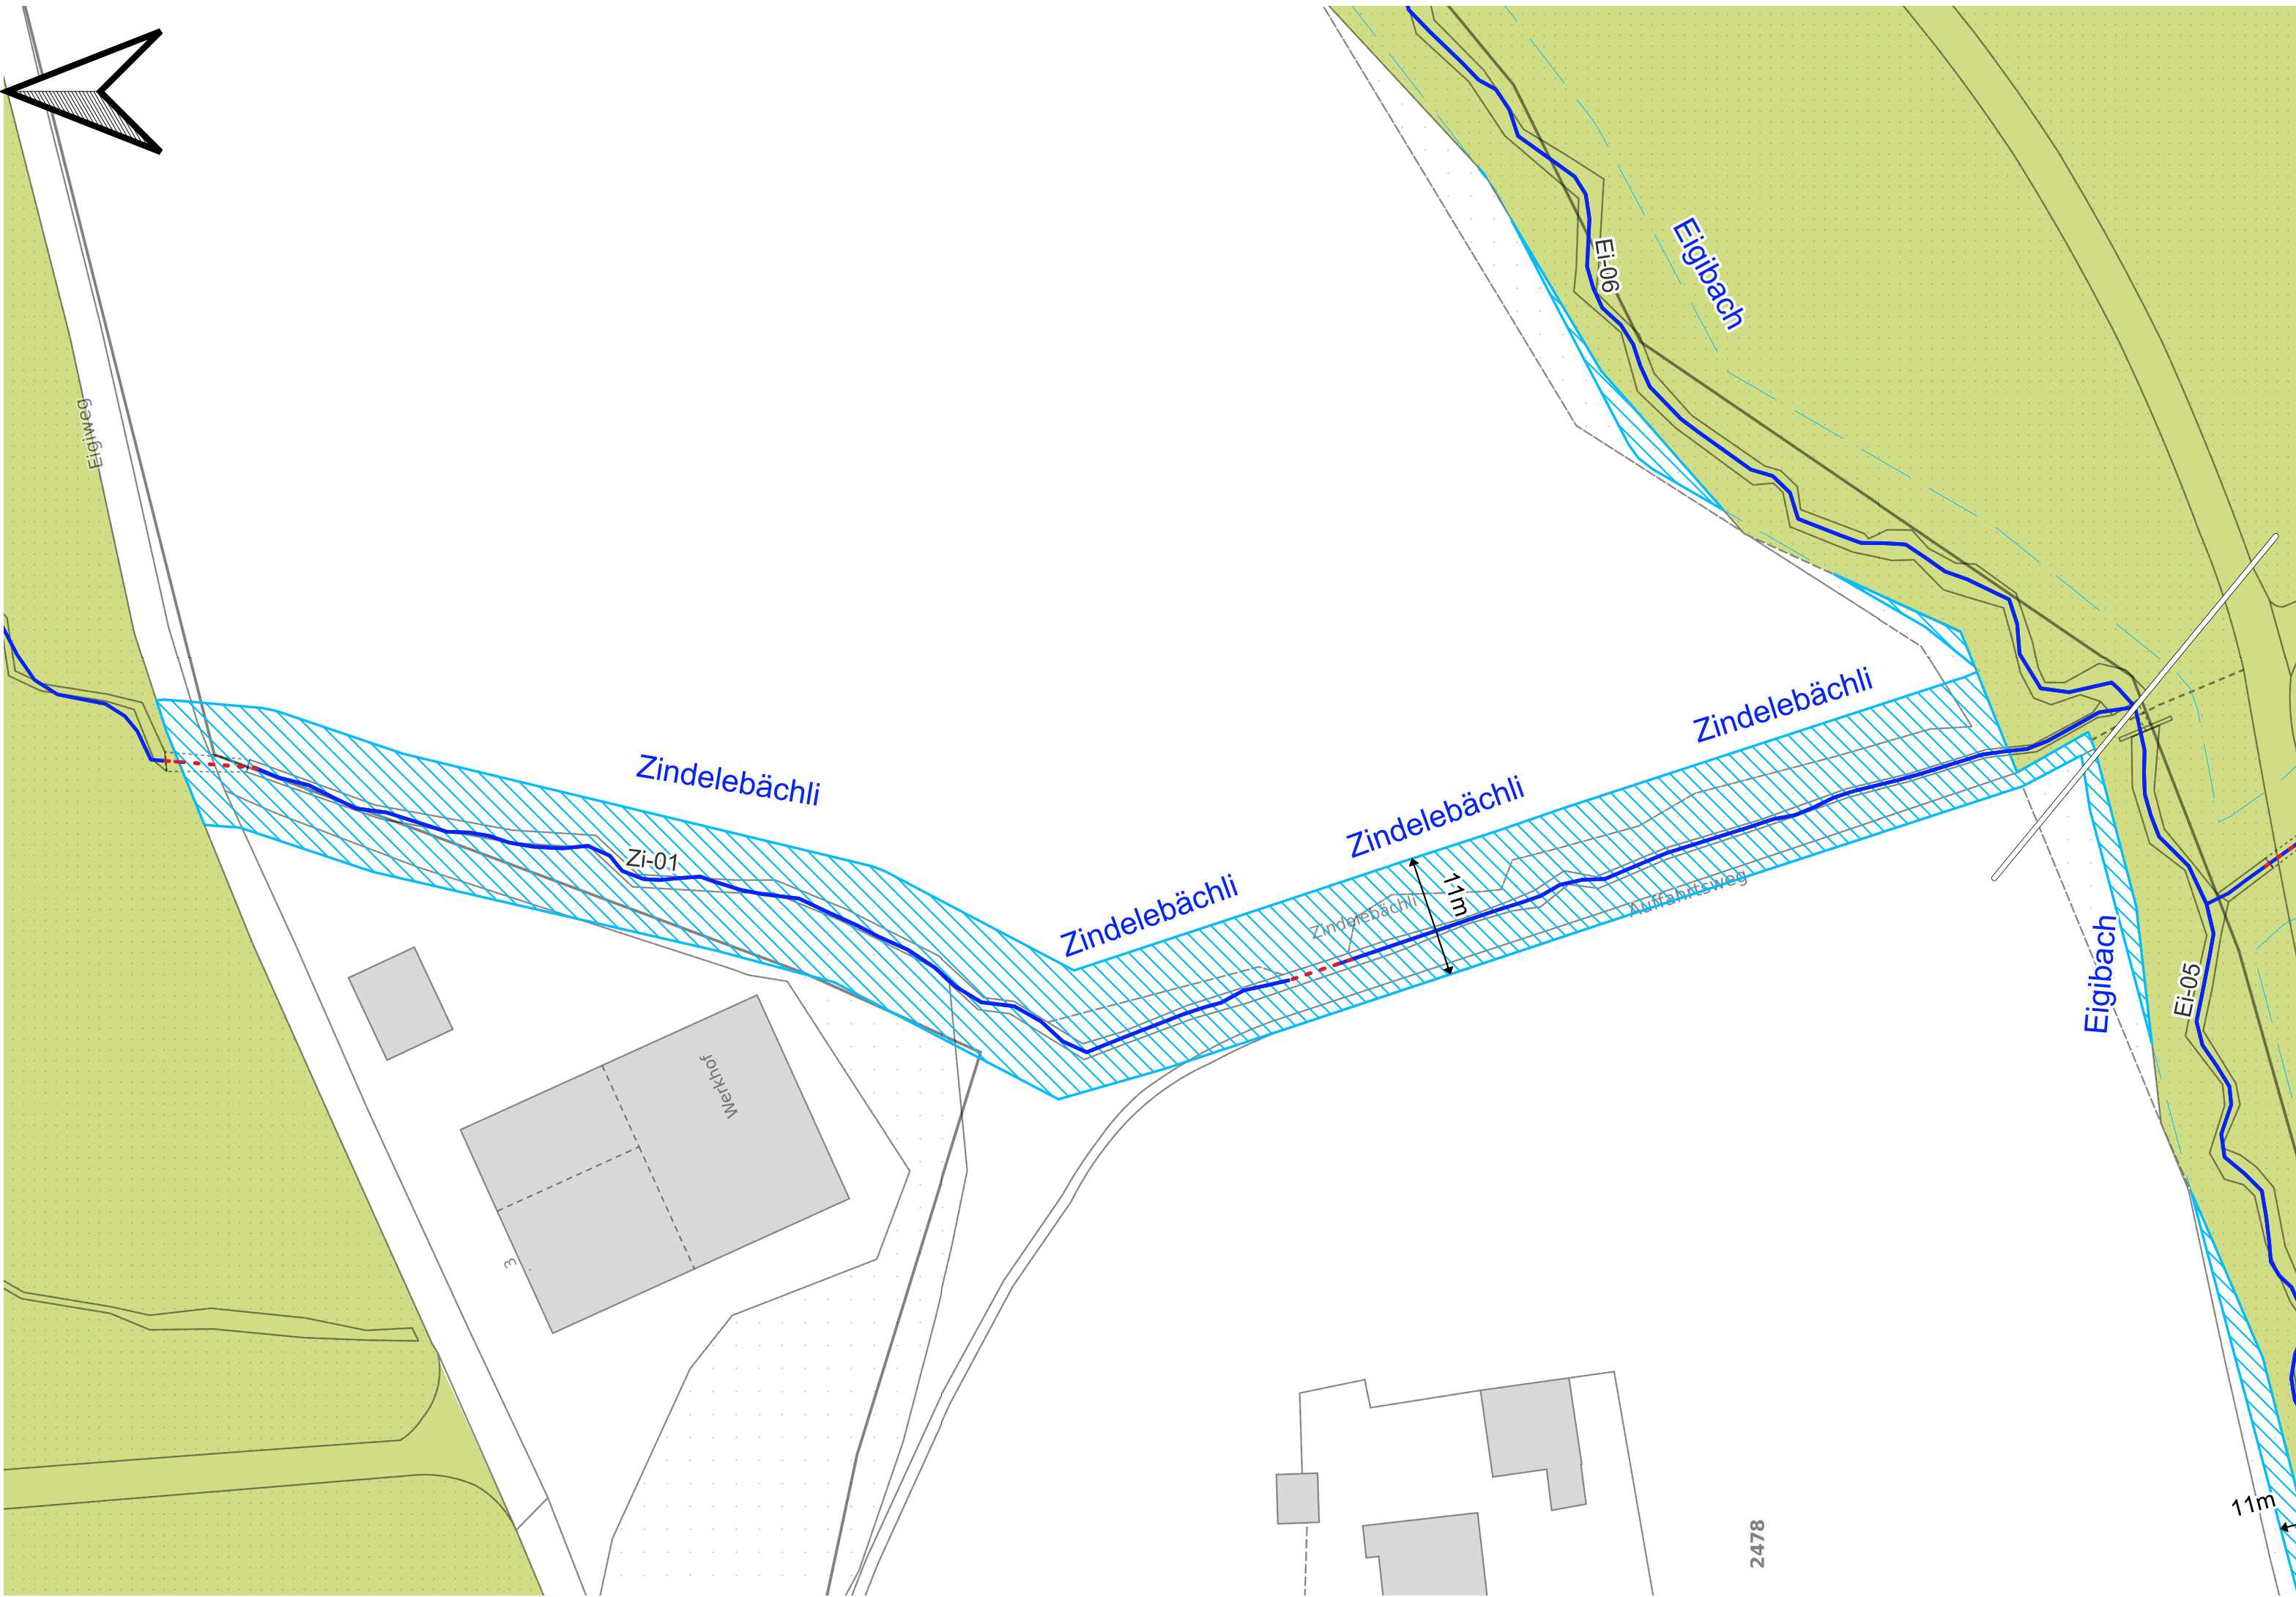 Eigibach
Ei-06
Eigiweg
Zindelebächli
Zindelebächli
Zi-01
Zindelebächli
Zindelebächli
11m
Zindelebächli
Auffahrtsweg
Eigibach
Ei-05
Werkhof
3
11m
2478